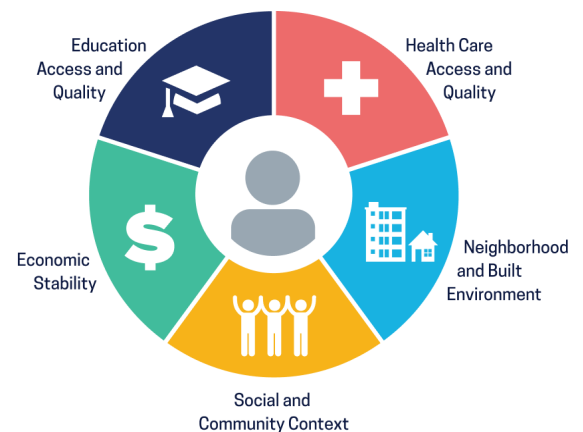 Education
Access and
Quality
Health Care
Access and
Quality
Economic
Stability
Neighborhood
and Built
Environment
Social and
Community Context